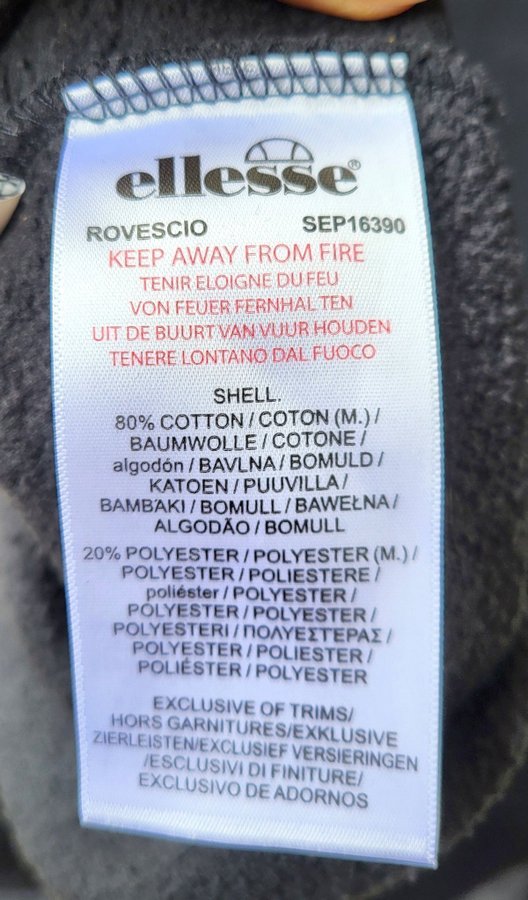 ellesse®
ROVESCIO SEP16390
KEEP AWAY FROM FIRE
TENIR ELOIGNE DU FEU
VON FEUER FERNHALTEN
UIT DE BUURT VAN VUUR HOUDEN
TENERE LONTANO DAL FUOCO
SHELL.
80% COTTON / COTON (M.) /
BAUMWOLLE / COTONE /
algodón / BAVLNA / BOMULD /
KATOEN / PUUVILLA /
BAMBAKI / BOMULL / BAWEŁNA /
ALGODÃO / BOMULL
20% POLYESTER / POLYESTER (M.) /
POLYESTER / POLIESTERE /
poliéster / POLYESTER /
POLYESTER / POLYESTER /
POLYESTERI / ΠΟΛΥΕΣΤΕΡΑΣ /
POLYESTER / POLIESTER /
POLIÉSTER / POLYESTER
EXCLUSIVE OF TRIMS/
HORS GARNITURES/EXKLUSIVE
ZIERLEISTEN/EXCLUSIEF VERSIERINGEN
/ESCLUSIVI DI FINITURE/
EXCLUSIVO DE ADORNOS